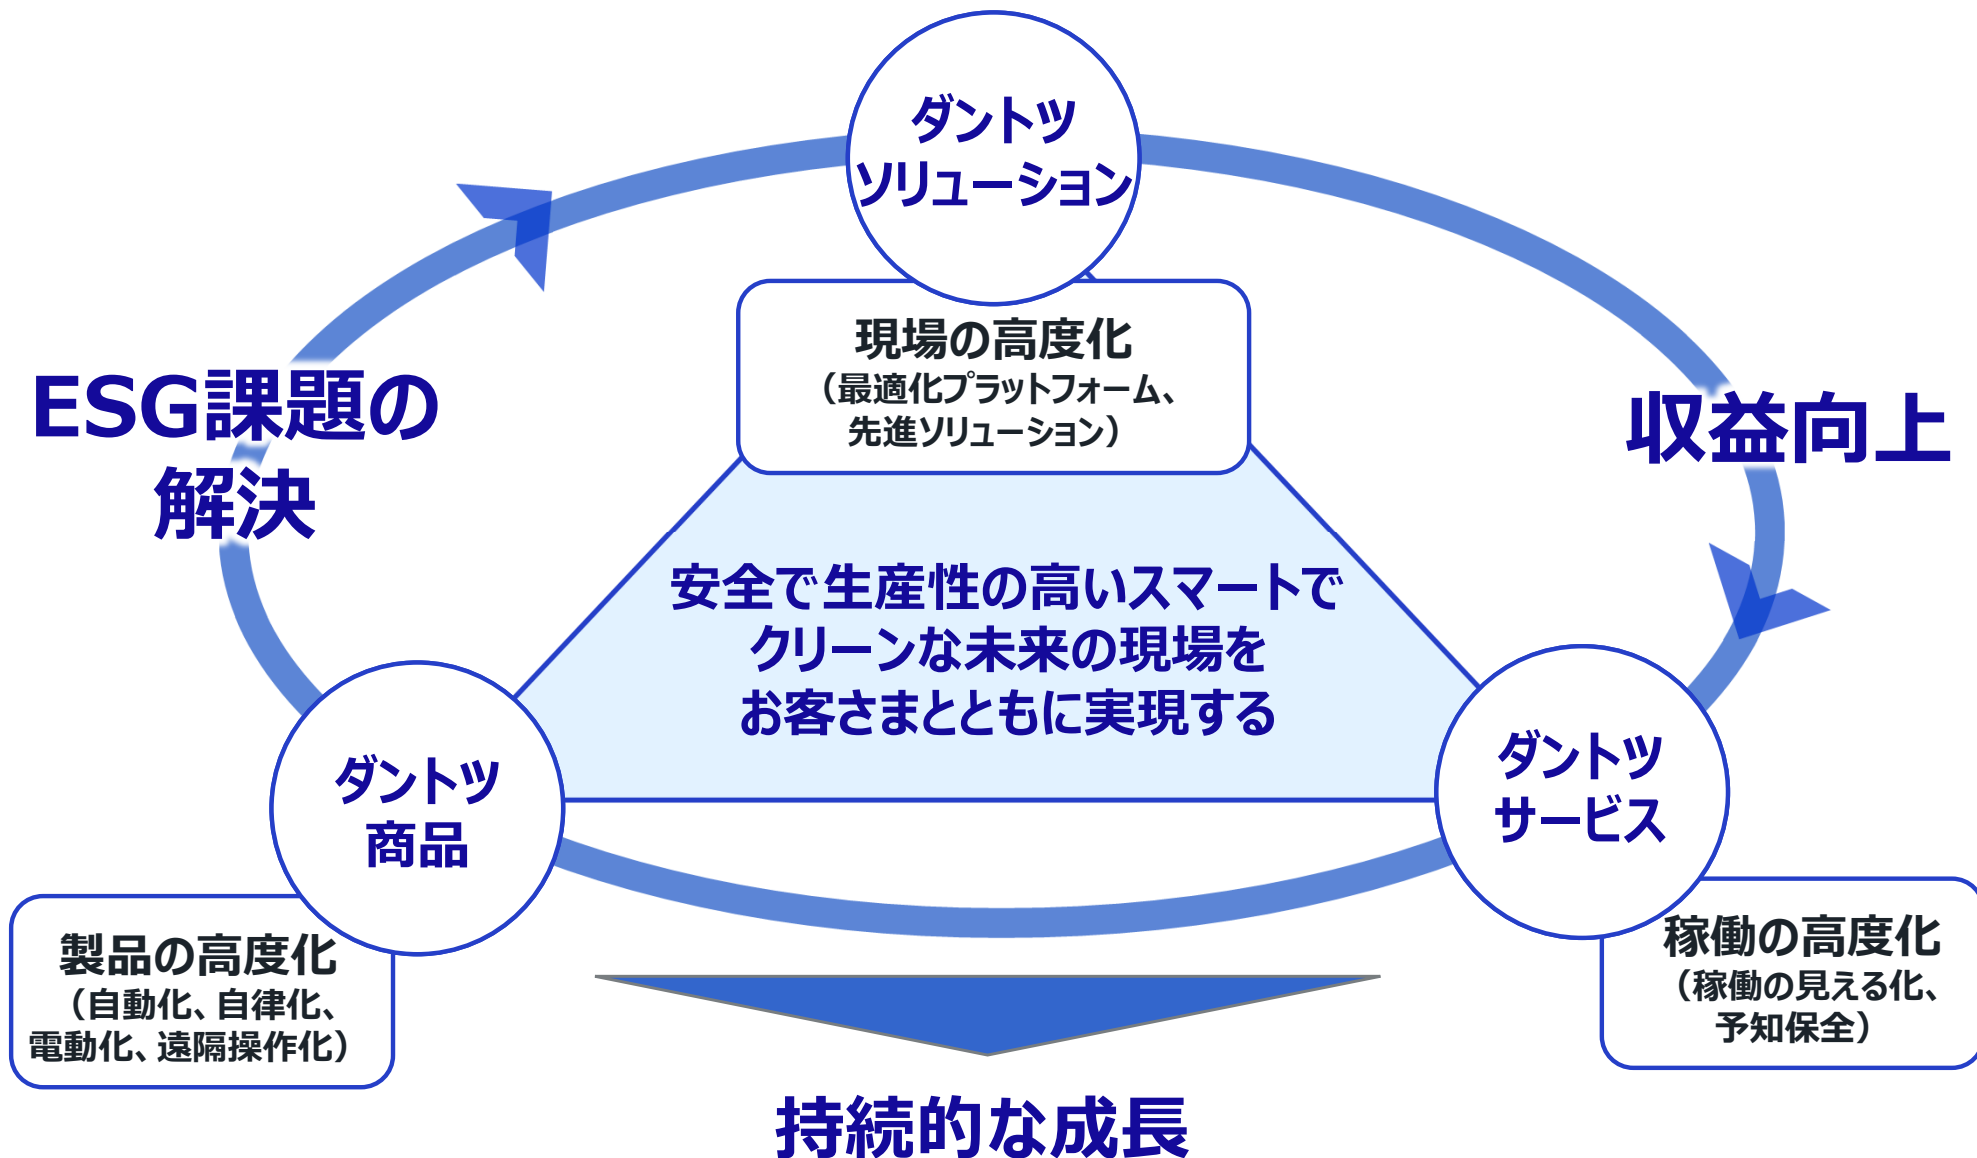 ダントツ
ソリューション
現場の高度化
（最適化プラットフォーム、
先進ソリューション）
ESG課題の
解決
収益向上
安全で生産性の高いスマートで
クリーンな未来の現場を
お客さまとともに実現する
ダントツ
商品
製品の高度化
（自動化、自律化、
電動化、遠隔操作化）
ダントツ
サービス
稼働の高度化
（稼働の見える化、
予知保全）
持続的な成長